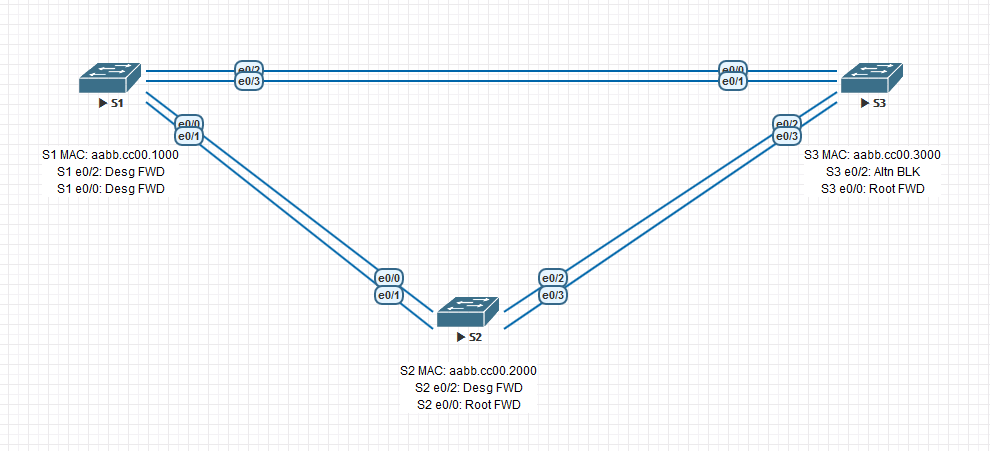 e0/2
e0/3
e0/0
e0/1
S1
S3
e0/0
e0/1
e0/2
e0/3
S1 MAC: aabb.cc00.1000
S1 e0/2: Desg FWD
S1 e0/0: Desg FWD
S3 MAC: aabb.cc00.3000
S3 e0/2: Altn BLK
S3 e0/0: Root FWD
e0/0
e0/1
e0/2
e0/3
S2
S2 MAC: aabb.cc00.2000
S2 e0/2: Desg FWD
S2 e0/0: Root FWD